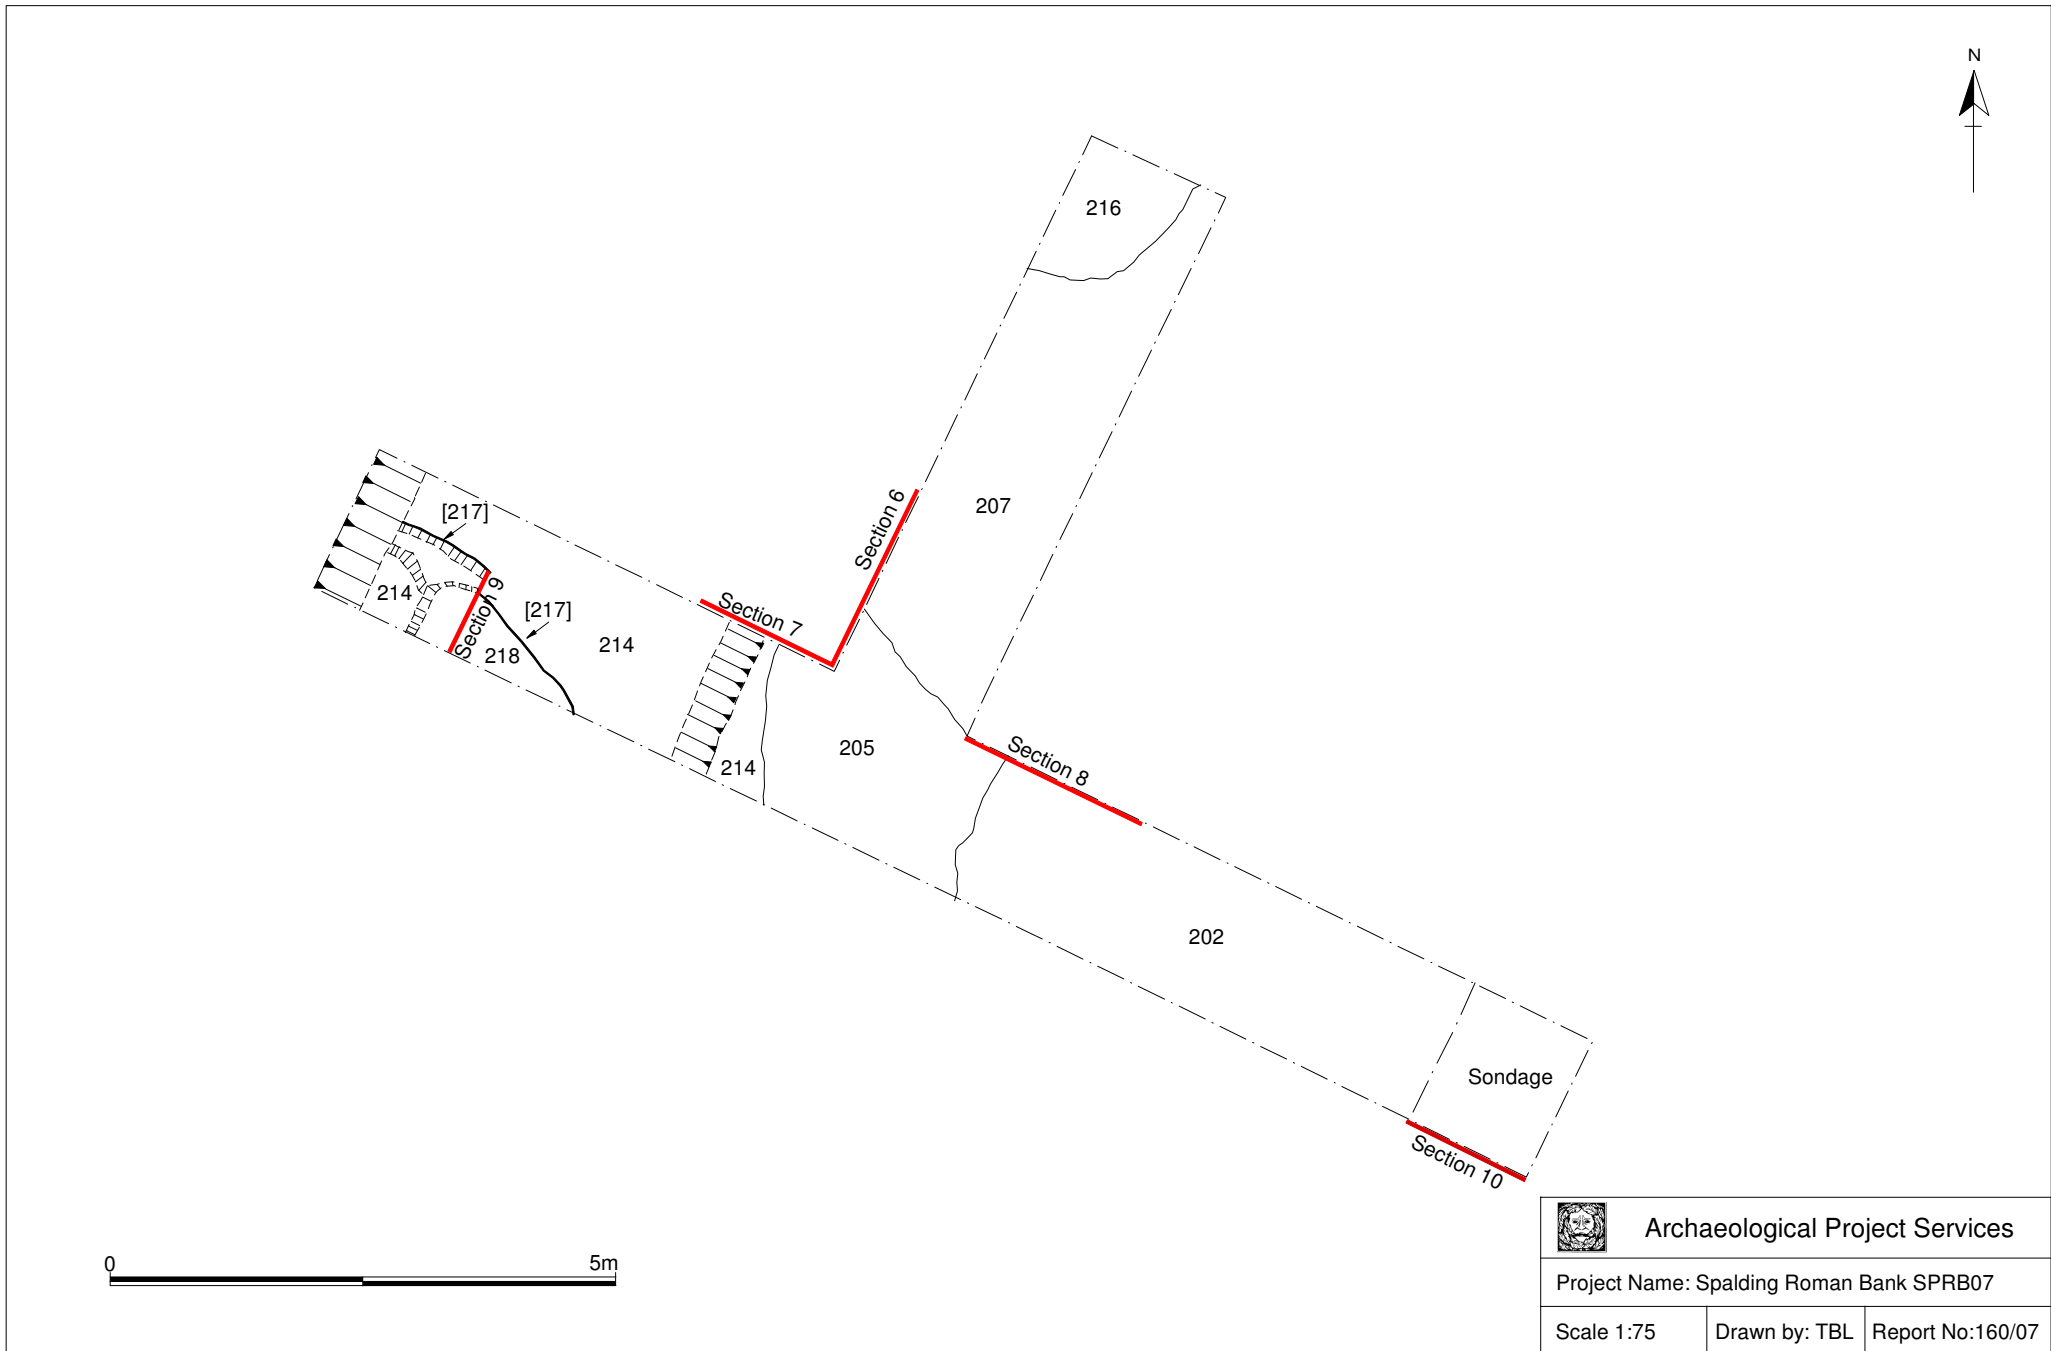 N
216
Section 6
207
[217]
Section 9
214
[217]
Section 7
214
218
205
Section 8
214
202
Sondage
Section 10
0 5m
Archaeological Project Services
Project Name: Spalding Roman Bank SPRB07
Scale 1:75 Drawn by: TBL Report No:160/07